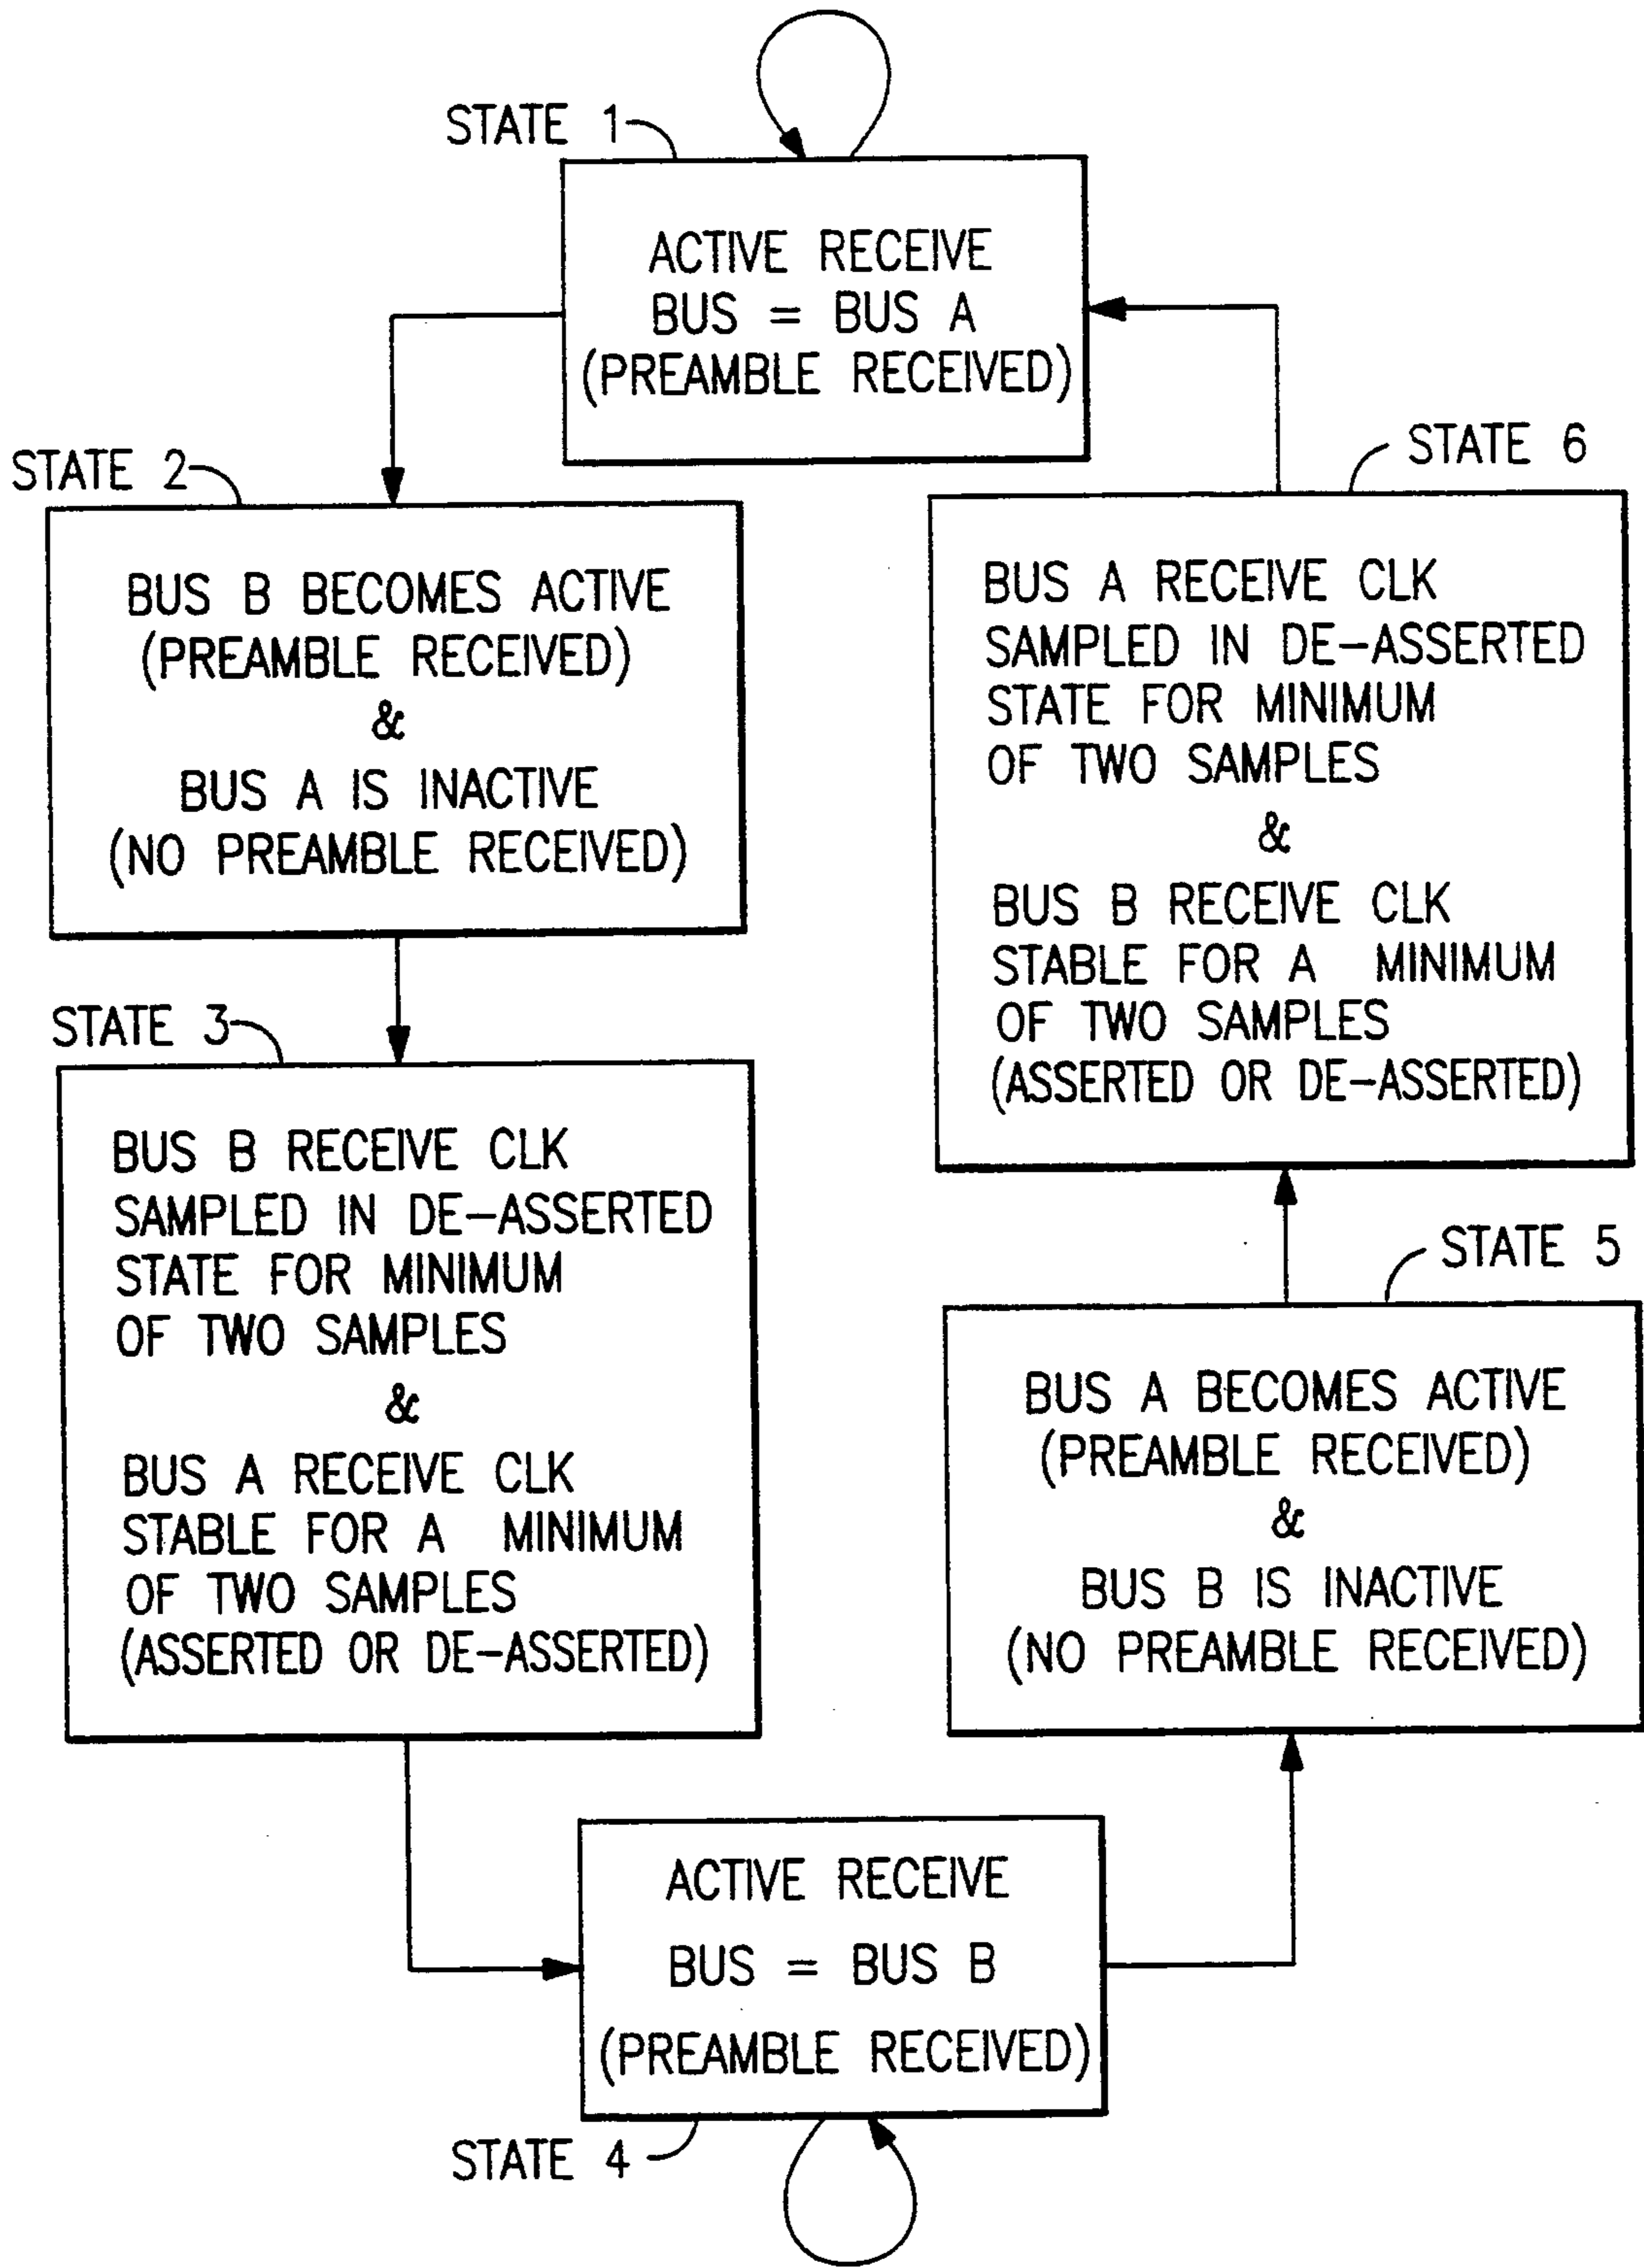 STATE 1
ACTIVE RECEIVE
BUS = BUS A
(PREAMBLE RECEIVED)
STATE 2
BUS B BECOMES ACTIVE
(PREAMBLE RECEIVED)
&
BUS A IS INACTIVE
(NO PREAMBLE RECEIVED)
STATE 3
BUS B RECEIVE CLK
SAMPLED IN DE-ASSERTED
STATE FOR MINIMUM
OF TWO SAMPLES
&
BUS A RECEIVE CLK
STABLE FOR A MINIMUM
OF TWO SAMPLES
(ASSERTED OR DE-ASSERTED)
ACTIVE RECEIVE
BUS = BUS B
(PREAMBLE RECEIVED)
STATE 4
STATE 5
BUS A BECOMES ACTIVE
(PREAMBLE RECEIVED)
&
BUS B IS INACTIVE
(NO PREAMBLE RECEIVED)
STATE 6
BUS A RECEIVE CLK
SAMPLED IN DE-ASSERTED
STATE FOR MINIMUM
OF TWO SAMPLES
&
BUS B RECEIVE CLK
STABLE FOR A MINIMUM
OF TWO SAMPLES
(ASSERTED OR DE-ASSERTED)